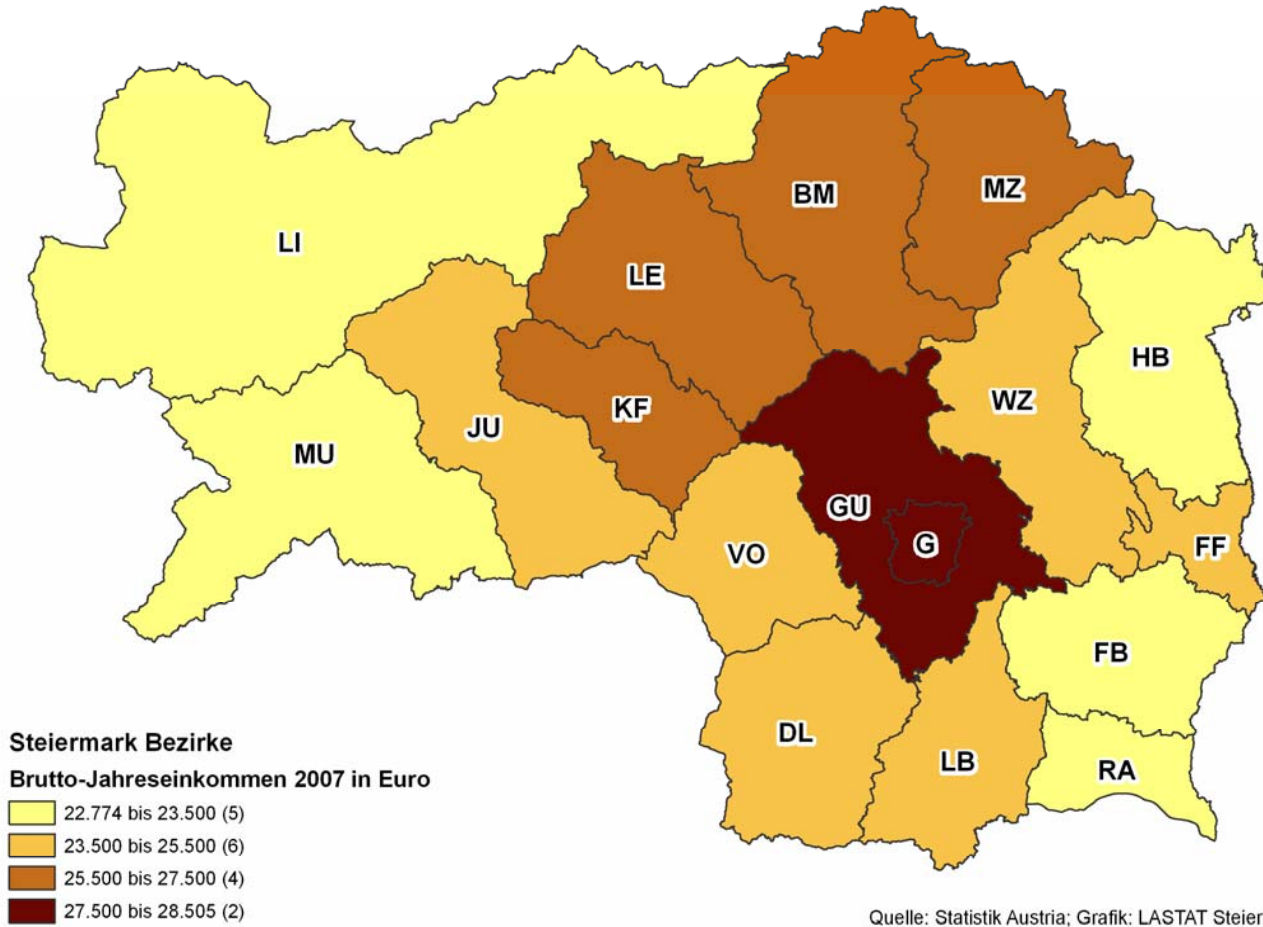 BM
MZ
LI
LE
HB
WZ
KF
JU
MU
GU
G
VO
FF
FB
DL
LB
RA
Steiermark Bezirke
Brutto-Jahreseinkommen 2007 in Euro
22.774 bis 23.500 (5)
23.500 bis 25.500 (6)
25.500 bis 27.500 (4)
27.500 bis 28.505 (2)
Quelle: Statistik Austria; Grafik: LASTAT Steier